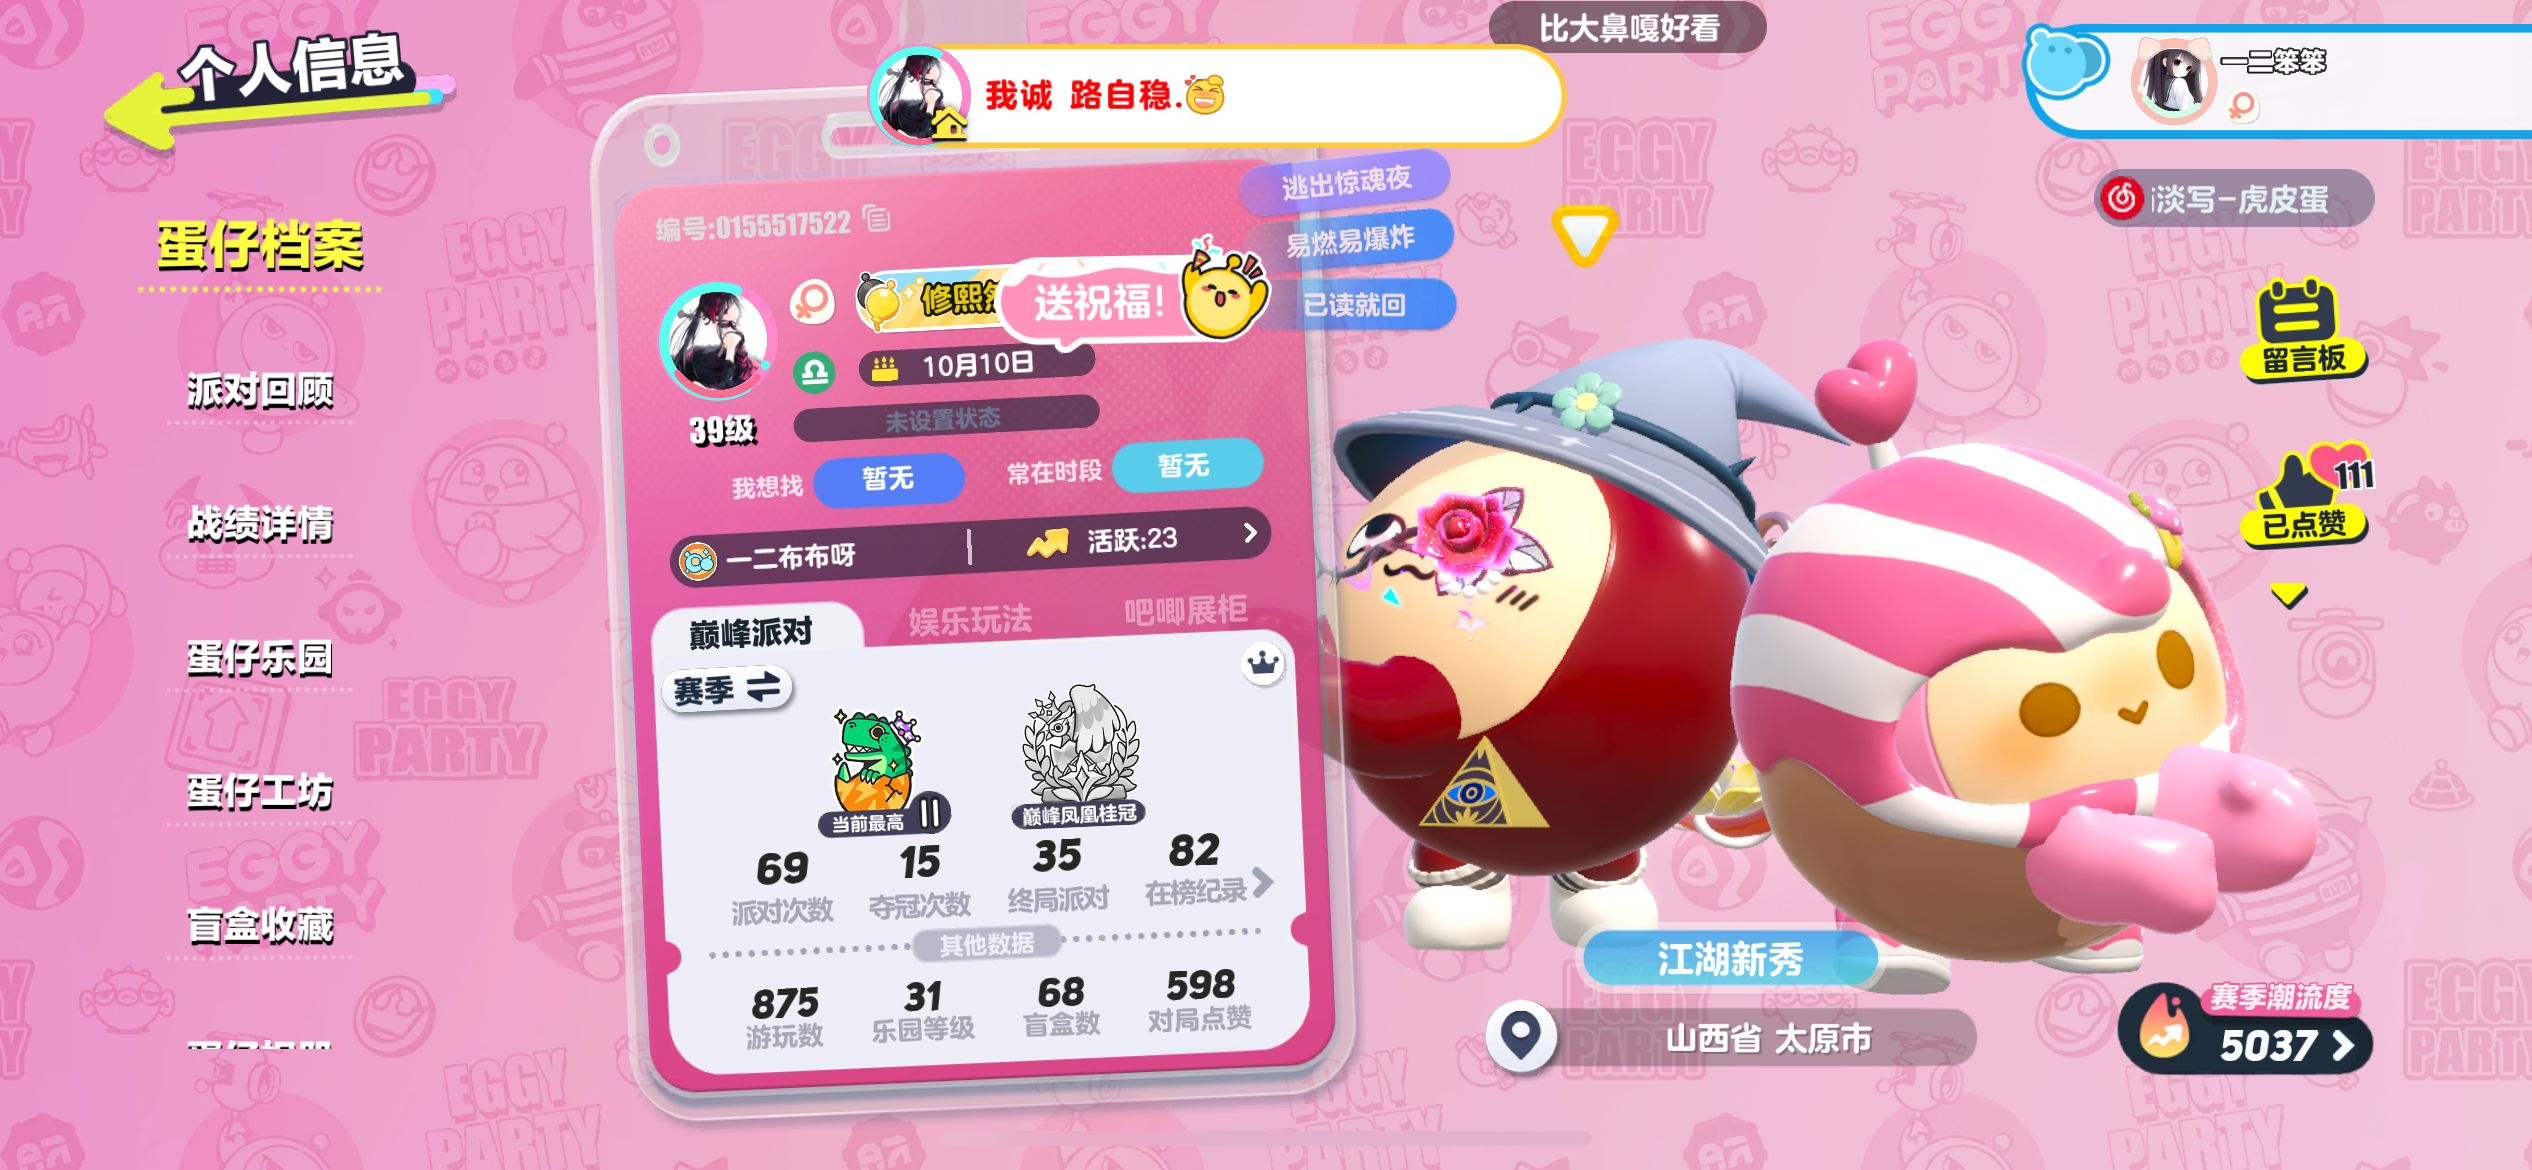 个人信息
比大鼻嘎好看
我诚 路自稳.
一二笨笨
蛋仔档案
派对回顾
战绩详情
蛋仔乐园
蛋仔工坊
盲盒收藏
编号:0155517522
逃出惊魂夜
易燃易爆炸
已读就回
修熙
送祝福!
10月10日
39级
未设置状态
我想找
暂无
常在时段
暂无
一二布布呀
活跃:23
巅峰派对
娱乐玩法
吧唧展柜
赛季
当前最高
巅峰凤凰桂冠
69
15
35
82
派对次数
夺冠次数
终局派对
在榜纪录
其他数据
875
31
68
598
游玩数
乐园等级
盲盒数
对局点赞
淡写-虎皮蛋
留言板
111
已点赞
江湖新秀
山西省 太原市
赛季潮流度
5037
EGGY
PARTY